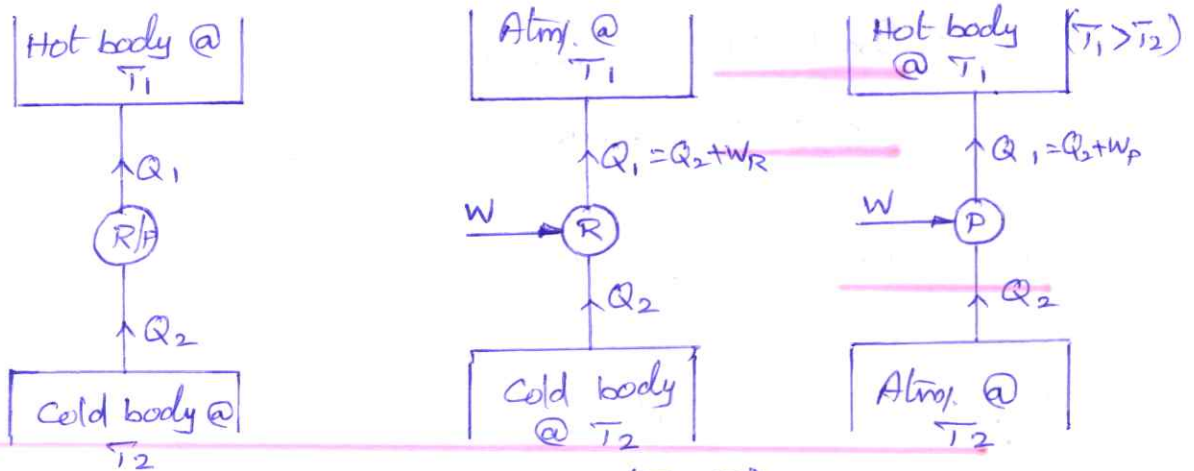 Hot body @
T1
Q1
R/P
Q2
Cold body @
T2
Atm. @
T1
Q1 = Q2+WR
W
R
Q2
Cold body
@ T2
Hot body
@ T1
(T1>T2)
Q1 = Q2+WP
W
P
Q2
Atm. @
T2